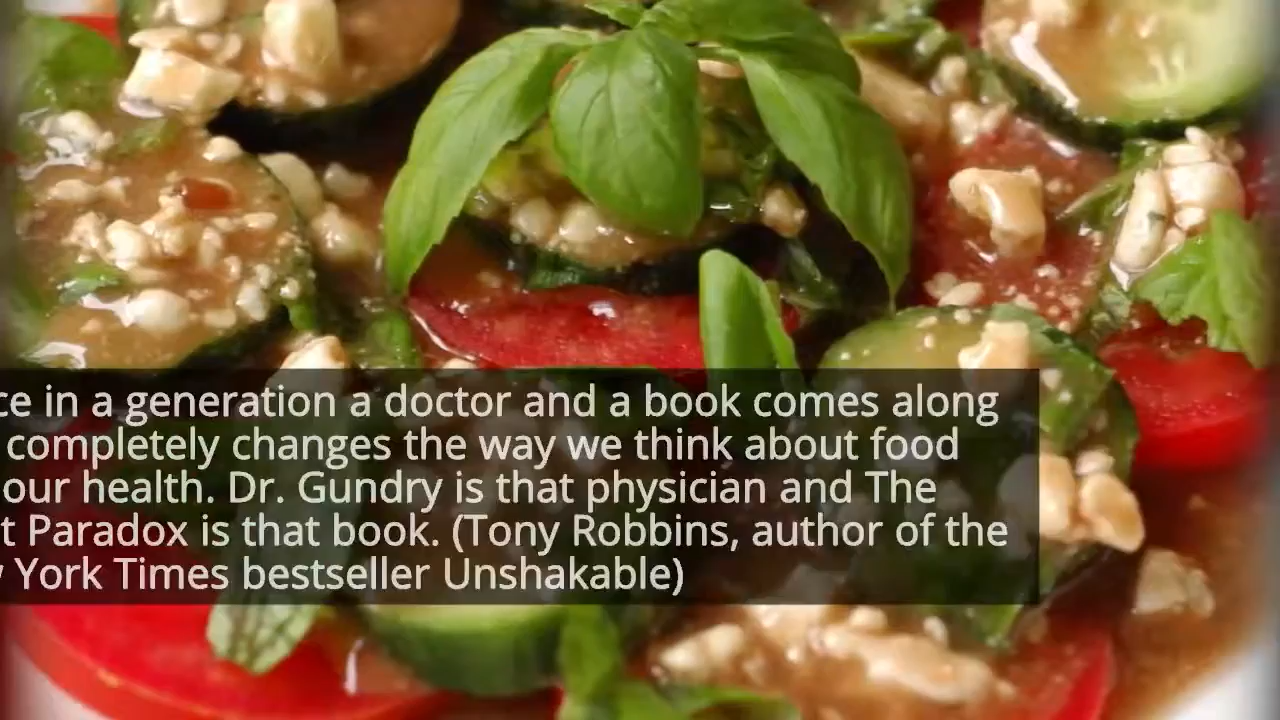 ce in a generation a doctor and a book comes along
completely changes the way we think about food
our health. Dr. Gundry is that physician and The
t Paradox is that book. (Tony Robbins, author of the
York Times bestseller Unshakable)